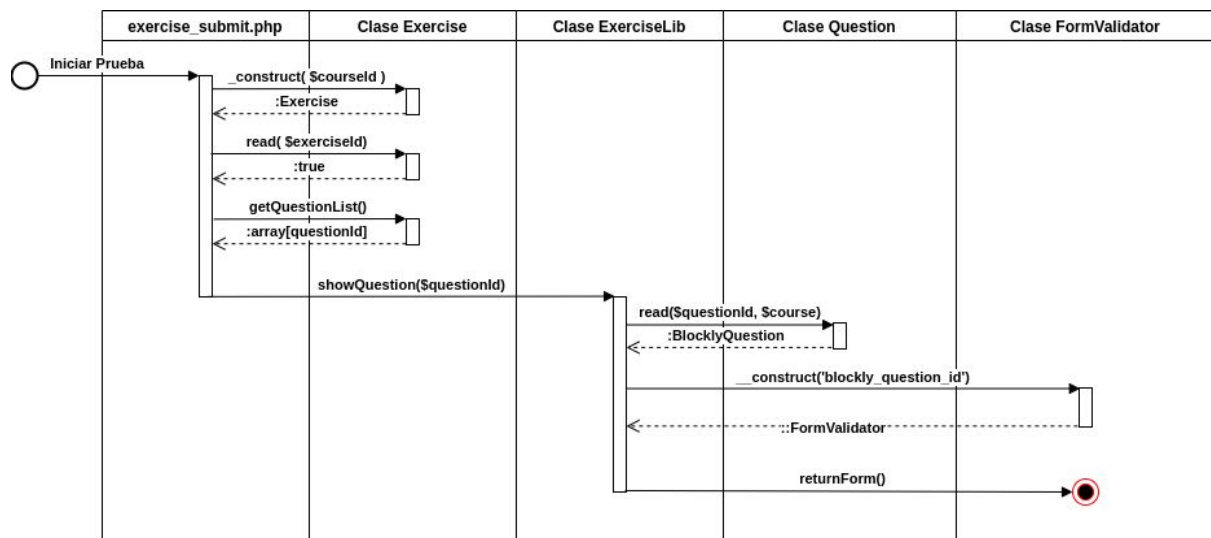 exercise_submit.php
Clase Exercise
Clase ExerciseLib
Clase Question
Clase FormValidator
Iniciar Prueba
_construct( $courseId )
:Exercise
read( $exerciseId)
:true
getQuestionList()
:array[questionId]
showQuestion($questionId)
read($questionId, $course)
:BlocklyQuestion
__construct('blockly_question_id')
::FormValidator
returnForm()